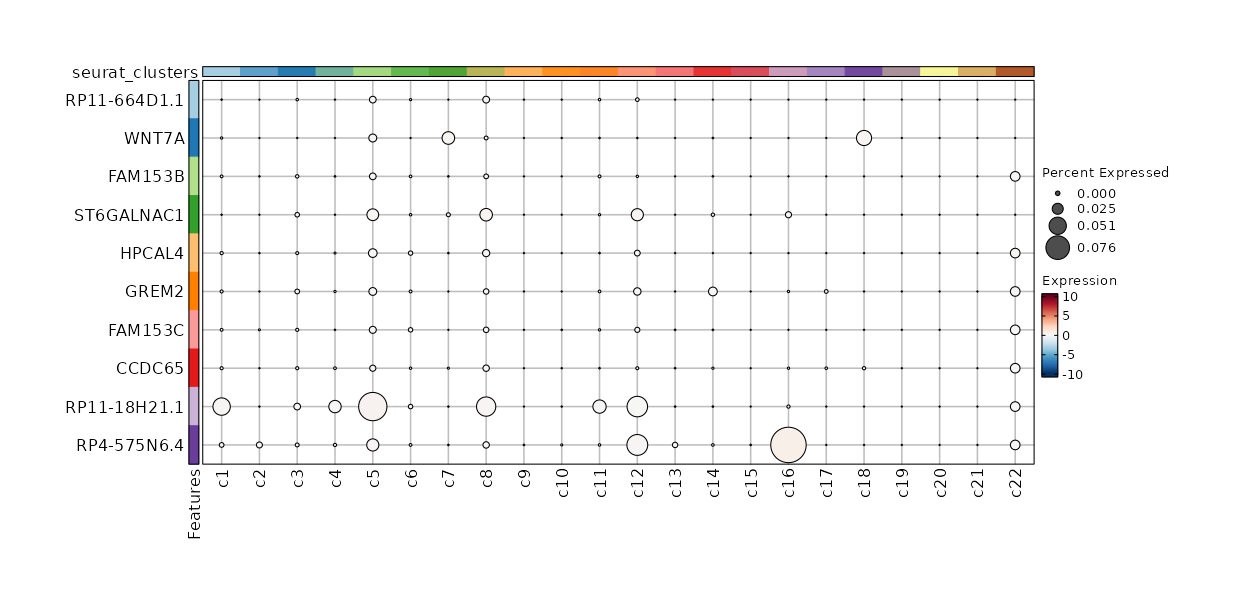 seurat_clusters
RP11-664D1.1
WNT7A
FAM153B
ST6GALNAC1
HPCAL4
GREM2
FAM153C
CCDC65
RP11-18H21.1
RP4-575N6.4
Features
c1 c2 c3 c4 c5 c6 c7 c8 c9 c10 c11 c12 c13 c14 c15 c16 c17 c18 c19 c20 c21 c22
Percent Expressed
0.000
0.025
0.051
0.076
Expression
10
5
0
-5
-10